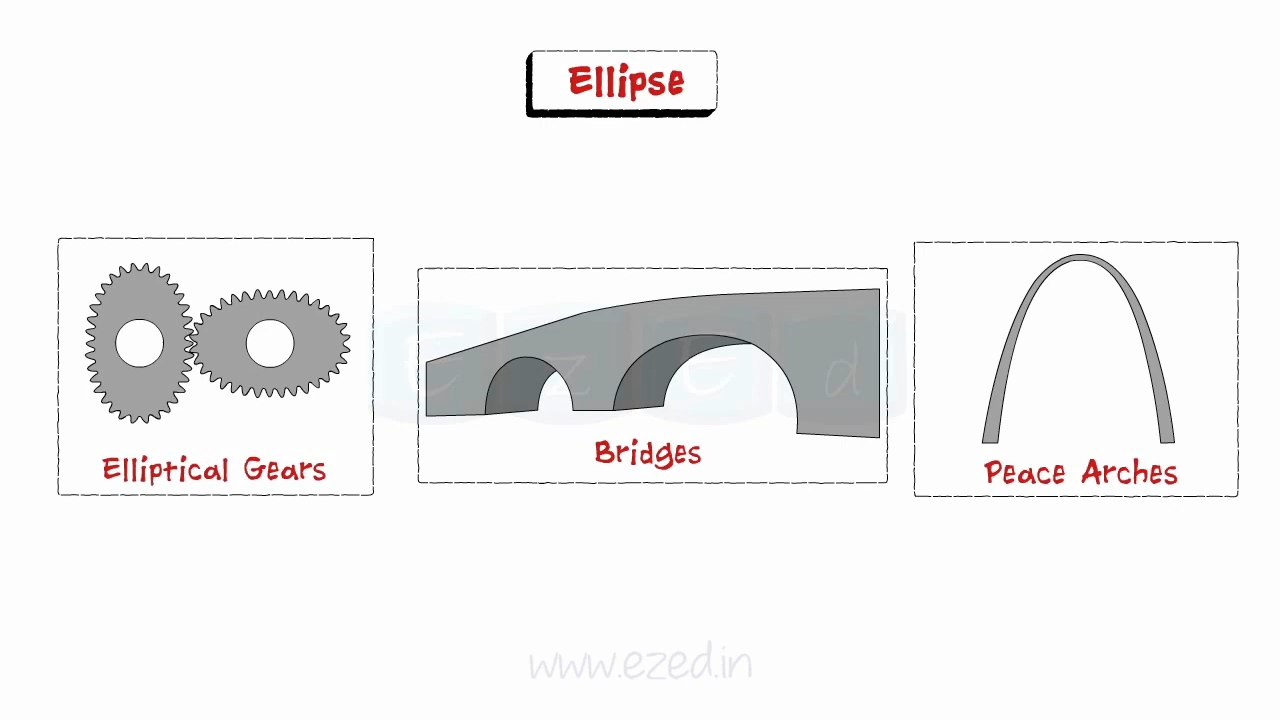 Ellipse
Elliptical Gears
Bridges
Peace Arches
e z E d
www.ezed.in